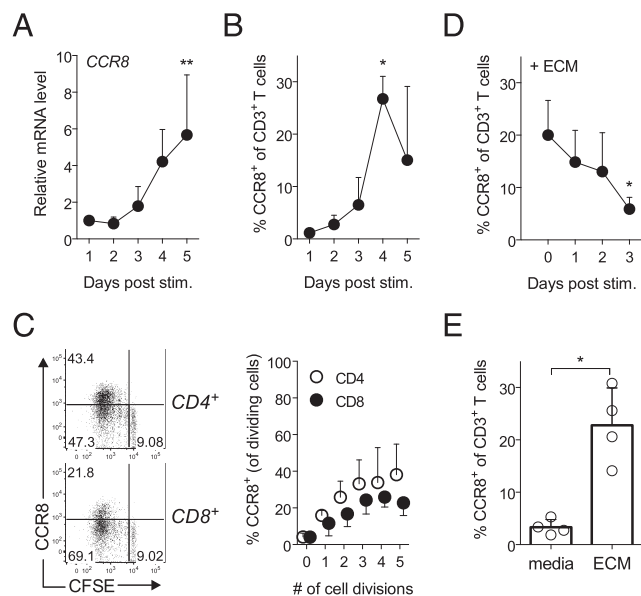 A
CCR8
**
Relative mRNA level
10
8
6
4
2
0
1 2 3 4 5
Days post stim.
B
*
% CCR8+ of CD3+ T cells
30
20
10
0
1 2 3 4 5
Days post stim.
D
+ ECM
*
% CCR8+ of CD3+ T cells
30
20
10
0
0 1 2 3
Days post stim.
C
43.4
47.3 9.08
CD4+
21.8
69.1 9.02
CD8+
CCR8
CFSE
% CCR8+ (of dividing cells)
100
80
60
40
20
0
CD4
CD8
0 1 2 3 4 5
# of cell divisions
E
*
% CCR8+ of CD3+ T cells
30
20
10
0
media ECM